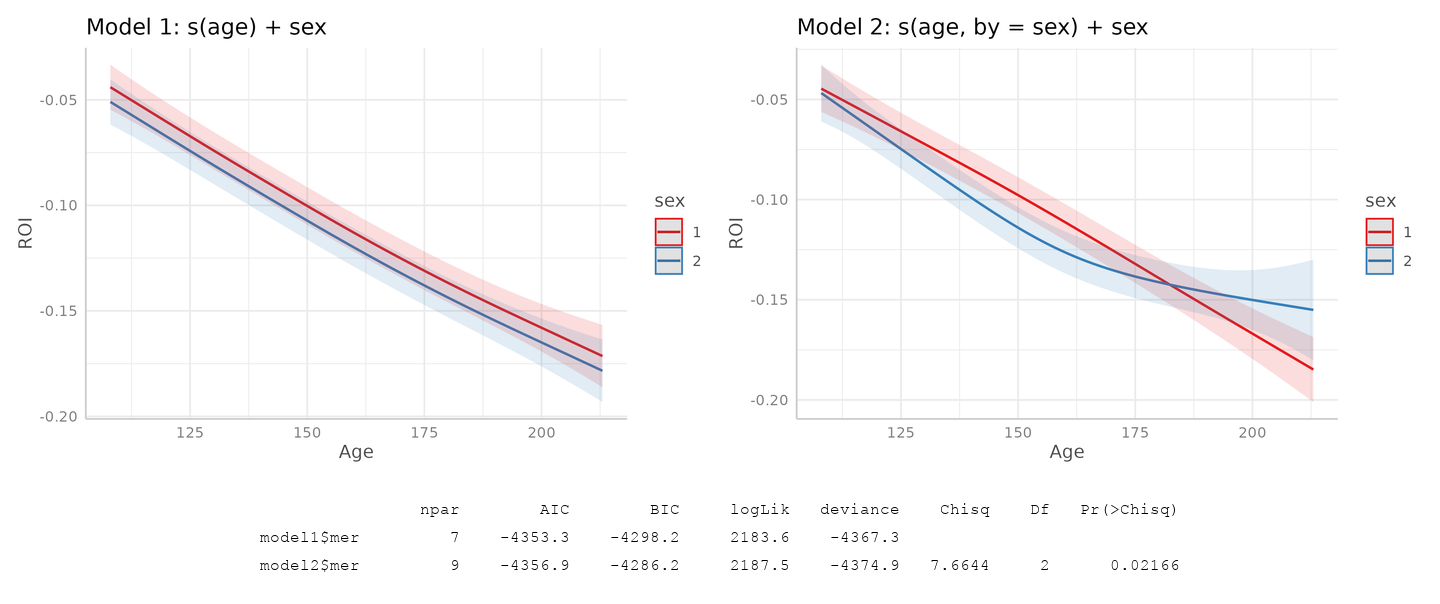 Model 1: s(age) + sex
-0.05
-0.10
-0.15
-0.20
125 150 175 200
Age
ROI
sex
1
2
Model 2: s(age, by = sex) + sex
-0.05
-0.10
-0.15
-0.20
125 150 175 200
Age
ROI
sex
1
2
npar AIC BIC logLik deviance Chisq Df Pr(>Chisq)
model1$mer 7 -4353.3 -4298.2 2183.6 -4367.3
model2$mer 9 -4356.9 -4286.2 2187.5 -4374.9 7.6644 2 0.02166